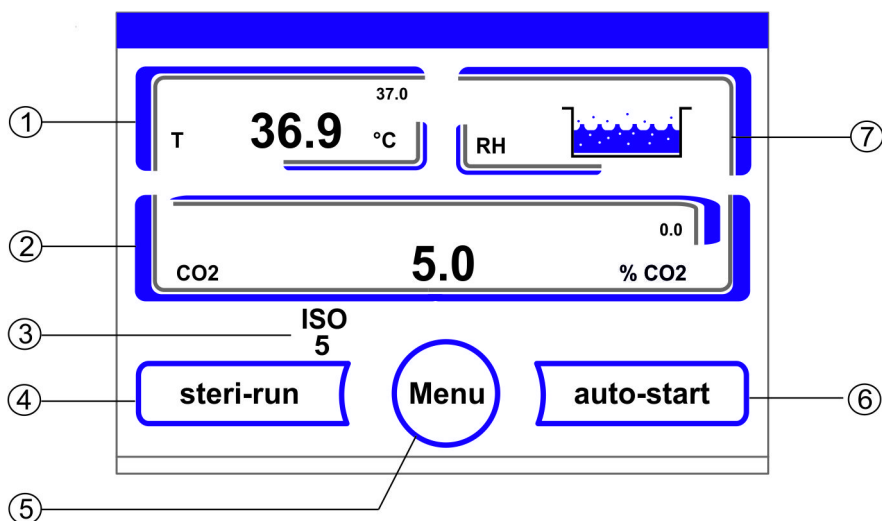 37.0
T 36.9 °C
RH
0.0
CO2 5.0 % CO2
ISO
5
steri-run
Menu
auto-start
1
2
3
4
5
6
7